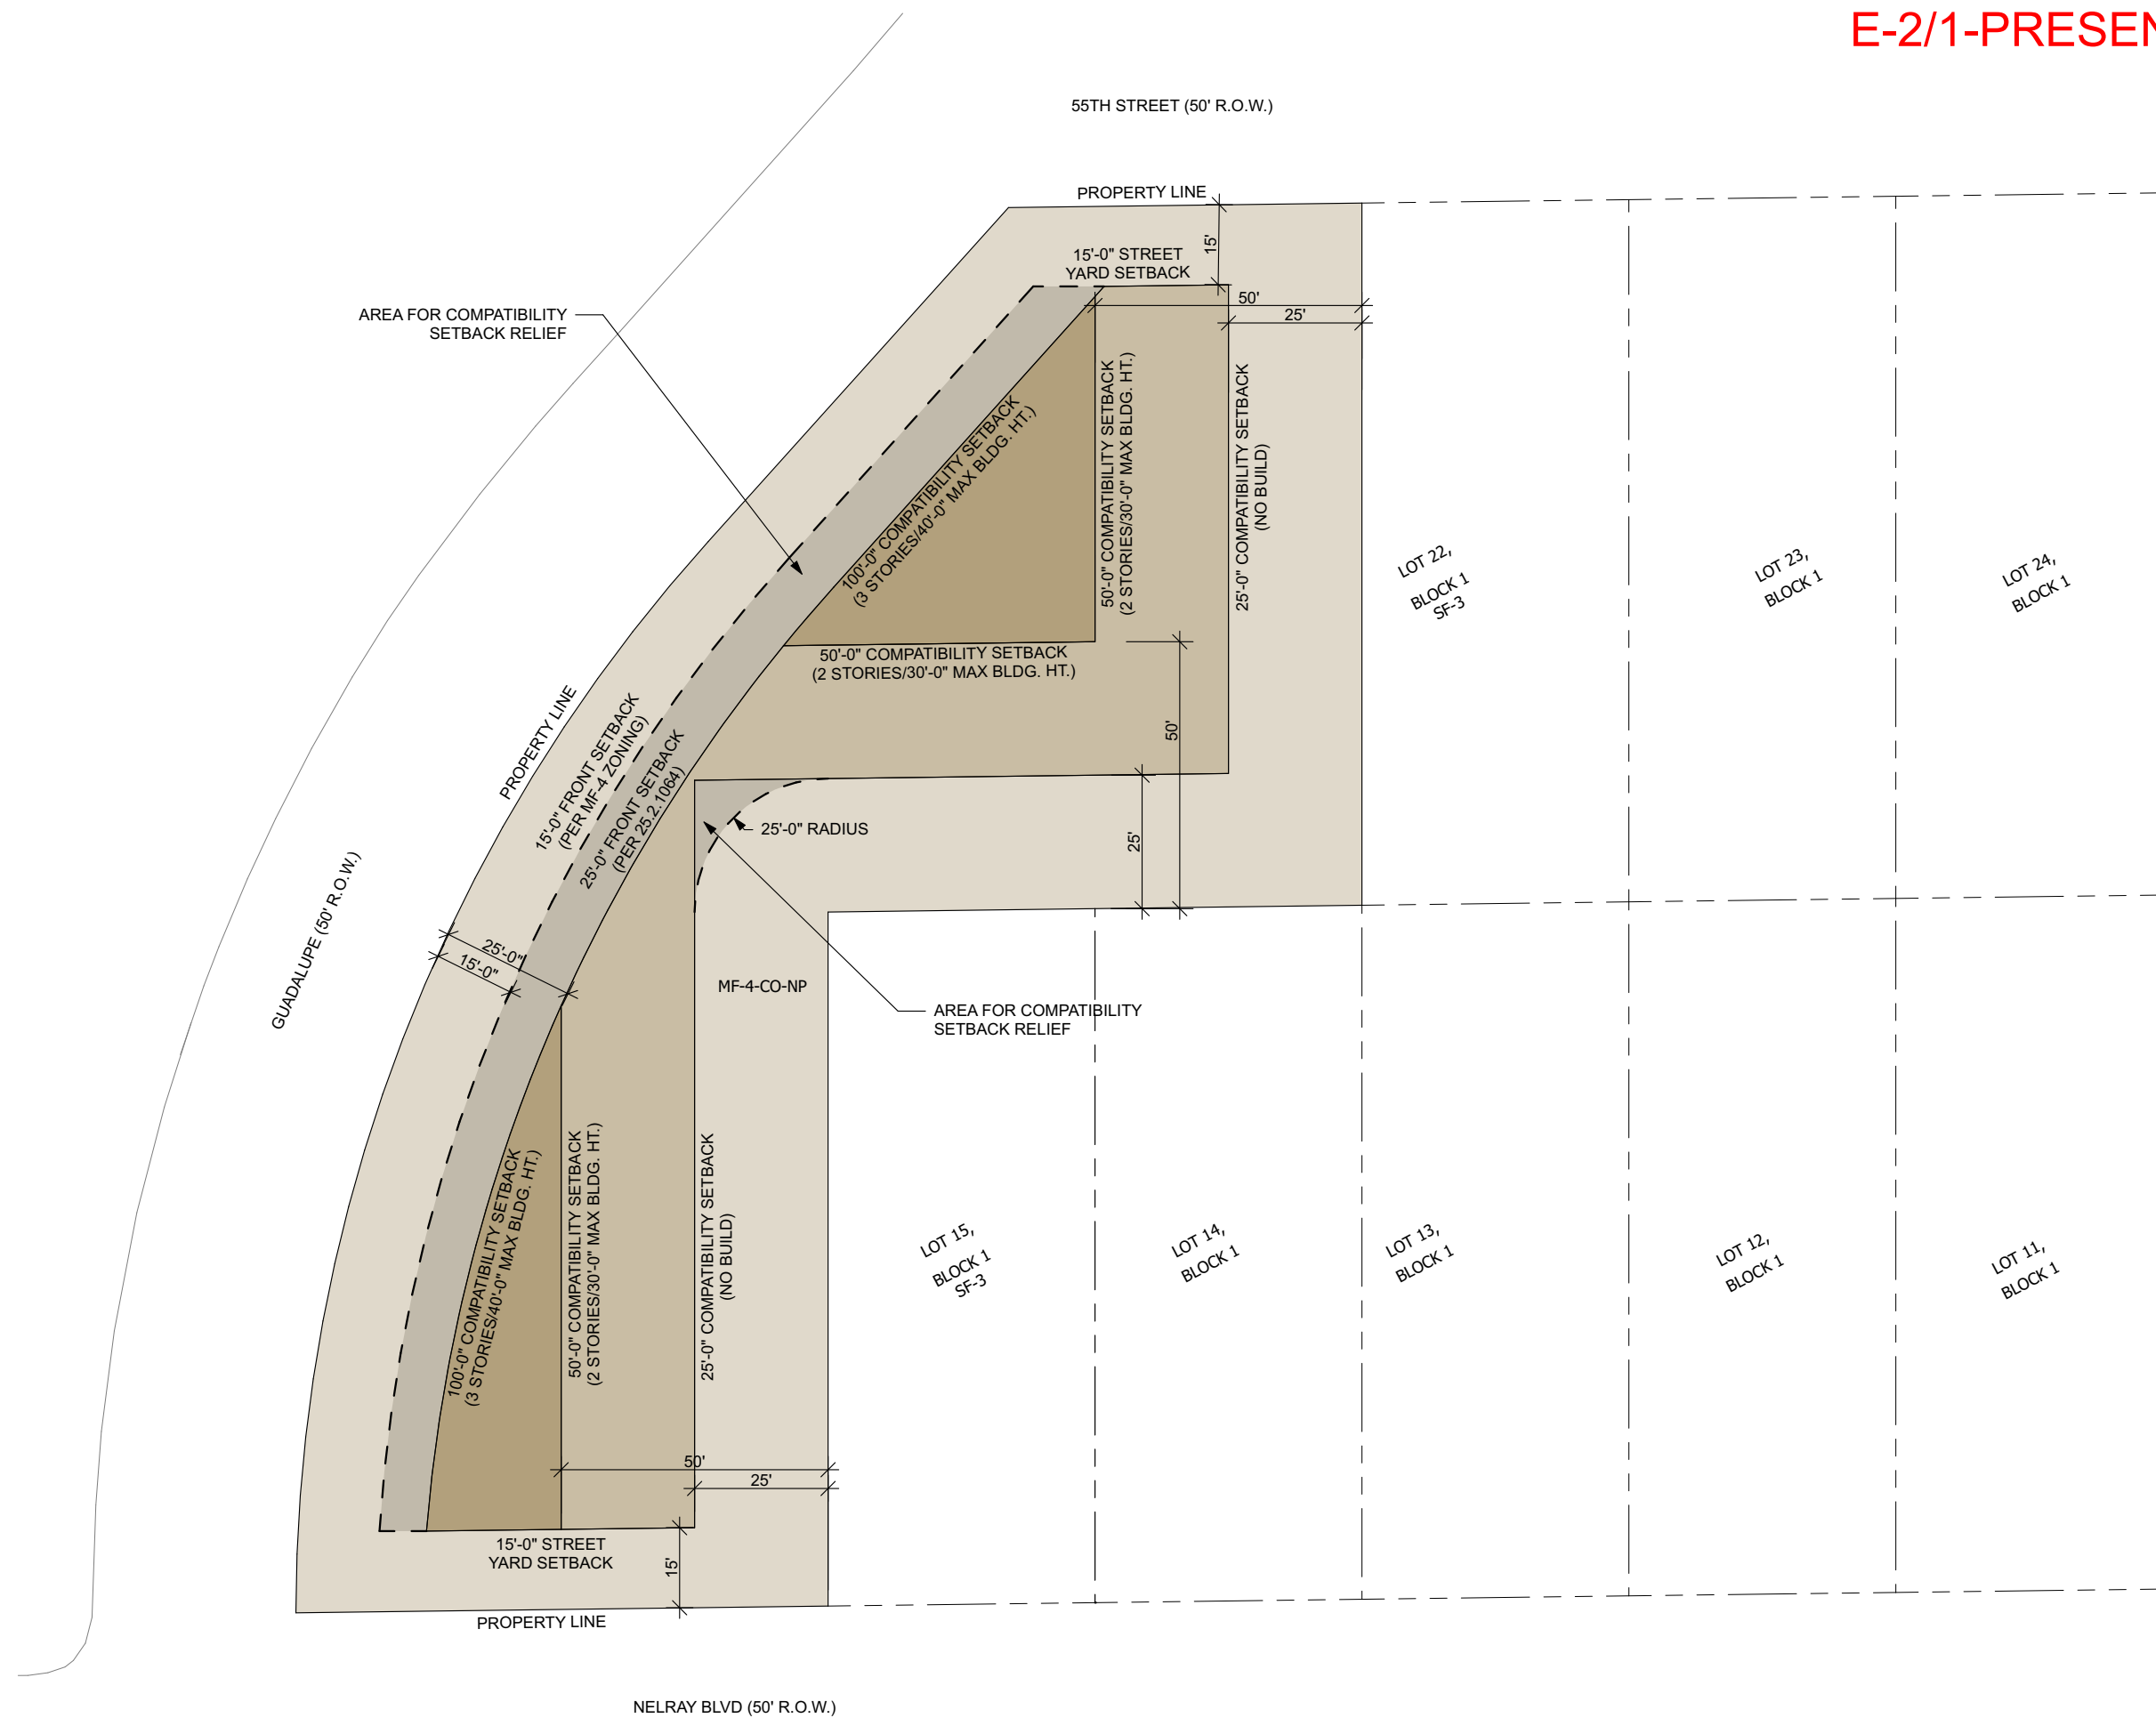 E-2/1-PRESEN
55TH STREET (50' R.O.W.)
PROPERTY LINE
15'
15'-0" STREET
YARD SETBACK
50'
25'
AREA FOR COMPATIBILITY
SETBACK RELIEF
100'-0" COMPATIBILITY SETBACK
(3 STORIES/40'-0" MAX BLDG. HT.)
50'-0" COMPATIBILITY SETBACK
(2 STORIES/30'-0" MAX BLDG. HT.)
25'-0" COMPATIBILITY SETBACK
(NO BUILD)
LOT 22,
BLOCK 1
SF-3
LOT 23,
BLOCK 1
LOT 24,
BLOCK 1
50'-0" COMPATIBILITY SETBACK
(2 STORIES/30'-0" MAX BLDG. HT.)
PROPERTY LINE
15'-0" FRONT SETBACK
(PER MF-4 ZONING)
25'-0" FRONT SETBACK
(PER 25.2.1064)
50'
25'
25'-0" RADIUS
GUADALUPE (50' R.O.W.)
25'-0"
15'-0"
MF-4-CO-NP
AREA FOR COMPATIBILITY
SETBACK RELIEF
100'-0" COMPATIBILITY SETBACK
(3 STORIES/40'-0" MAX BLDG. HT.)
50'-0" COMPATIBILITY SETBACK
(2 STORIES/30'-0" MAX BLDG. HT.)
25'-0" COMPATIBILITY SETBACK
(NO BUILD)
LOT 15,
BLOCK 1
SF-3
LOT 14,
BLOCK 1
LOT 13,
BLOCK 1
LOT 12,
BLOCK 1
LOT 11,
BLOCK 1
50'
25'
15'-0" STREET
YARD SETBACK
15'
PROPERTY LINE
NELRAY BLVD (50' R.O.W.)